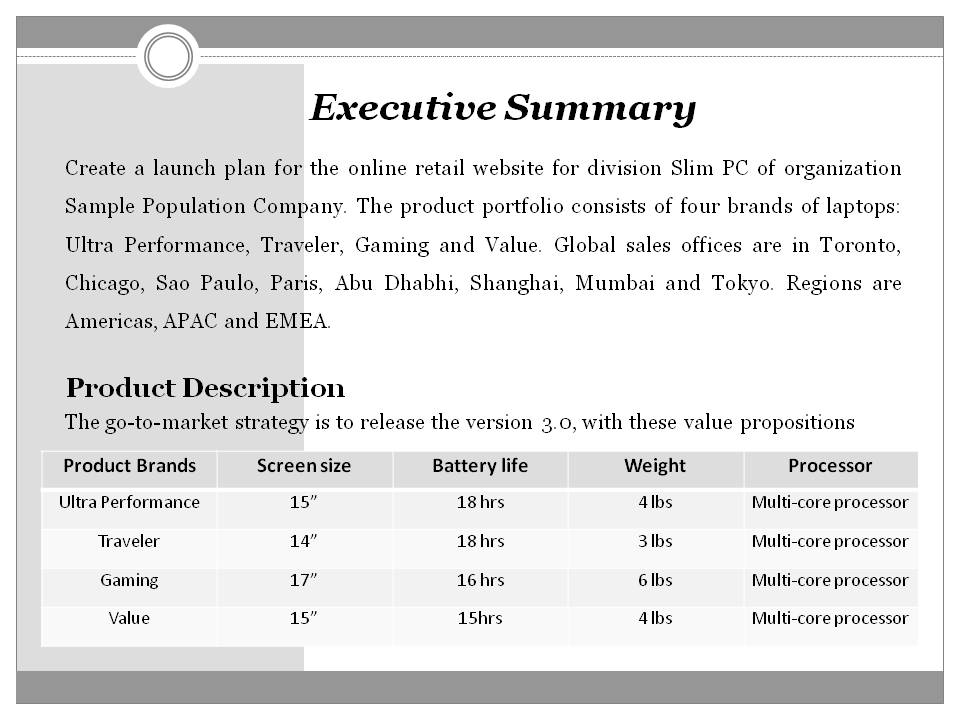 Executive Summary
Create a launch plan for the online retail website for division Slim PC of organization
Sample Population Company. The product portfolio consists of four brands of laptops:
Ultra Performance, Traveler, Gaming and Value. Global sales offices are in Toronto,
Chicago, Sao Paulo, Paris, Abu Dhabhi, Shanghai, Mumbai and Tokyo. Regions are
Americas, APAC and EMEA.
Product Description
The go-to-market strategy is to release the version 3.0, with these value propositions
Product Brands Screen size Battery life Weight Processor
Ultra Performance 15” 18 hrs 4 lbs Multi-core processor
Traveler 14” 18 hrs 3 lbs Multi-core processor
Gaming 17” 16 hrs 6 lbs Multi-core processor
Value 15” 15hrs 4 lbs Multi-core processor